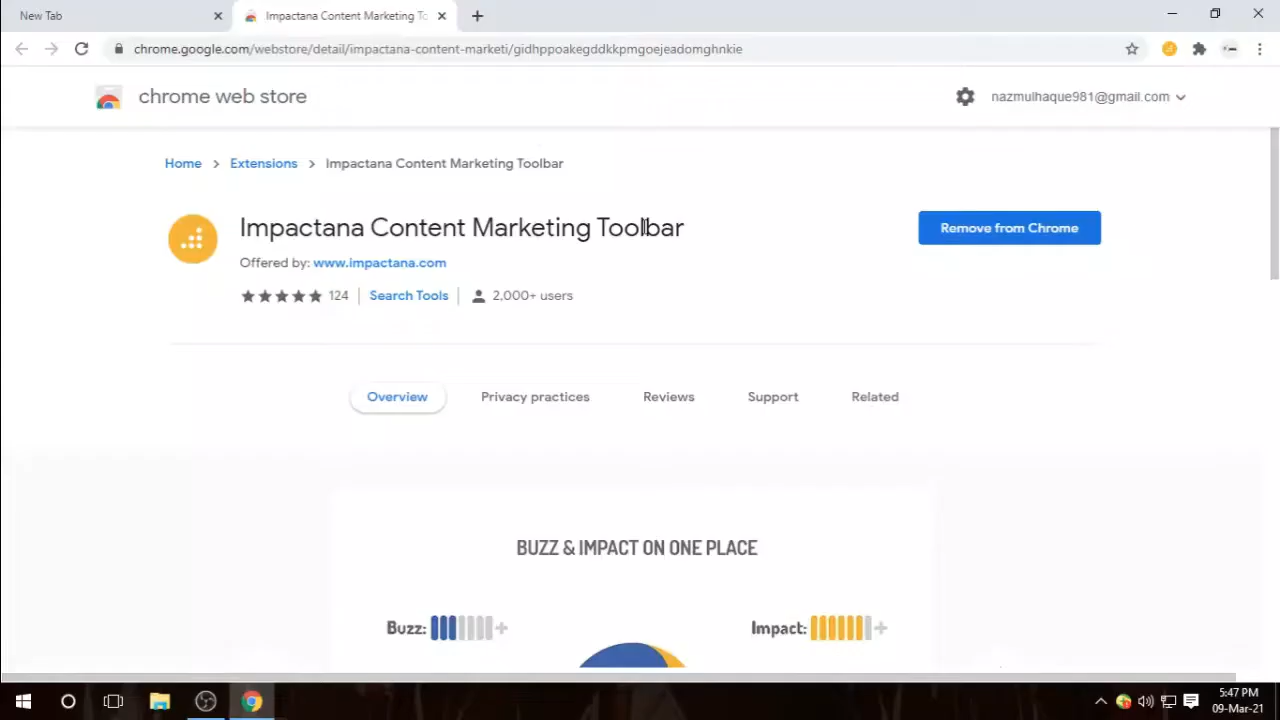 New Tab
Impactana Content Marketing To
chrome.google.com/webstore/detail/impactana-content-marketi/gidhppoakegddkkpmgoejeadomghnkie
chrome web store
nazmulhaque981@gmail.com
Home > Extensions > Impactana Content Marketing Toolbar
Impactana Content Marketing Toolbar
Remove from Chrome
Offered by: www.impactana.com
124 | Search Tools | 2,000+ users
Overview
Privacy practices
Reviews
Support
Related
BUZZ & IMPACT ON ONE PLACE
Buzz:
Impact:
5:47 PM
09-Mar-21